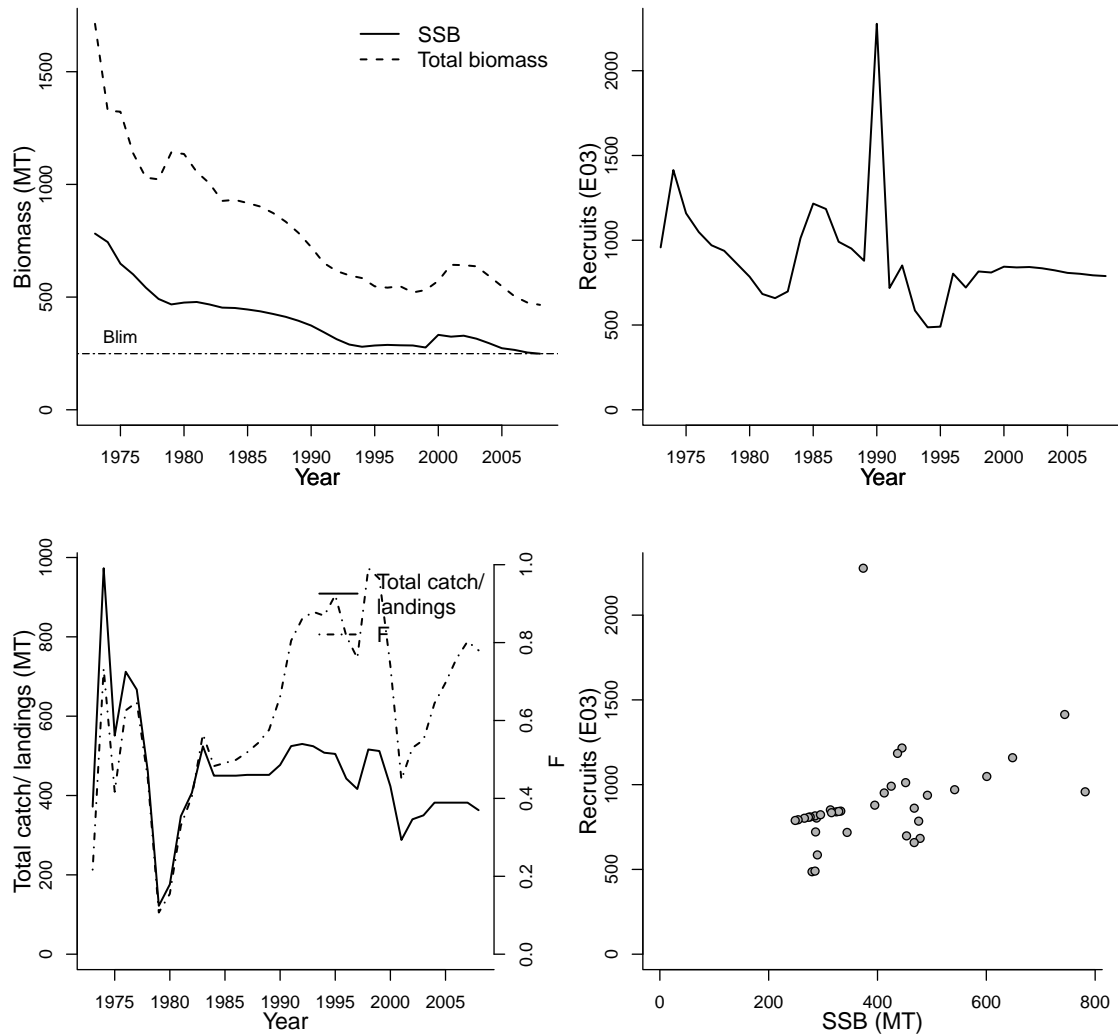 SSB
Total biomass
Blim
Biomass (MT)
0
500
1000
1500
1975 1980 1985 1990 1995 2000 2005
Year
Recruits (E03)
0
500
1000
1500
2000
1975 1980 1985 1990 1995 2000 2005
Year
Total catch/
landings
F
Total catch/ landings (MT)
0
200
400
600
800
1000
0.0
0.2
0.4
0.6
0.8
1.0
F
1975 1980 1985 1990 1995 2000 2005
Year
Recruits (E03)
0
500
1000
1500
2000
0 200 400 600 800
SSB (MT)